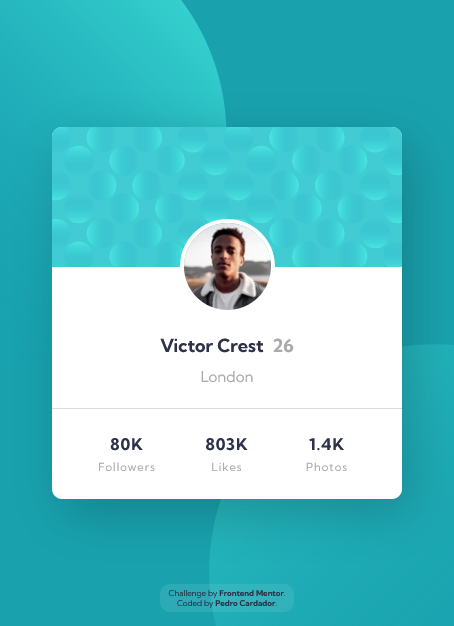 Victor Crest 26
London
80K 803K 1.4K
Followers Likes Photos
Challenge by Frontend Mentor.
Coded by Pedro Cardador.